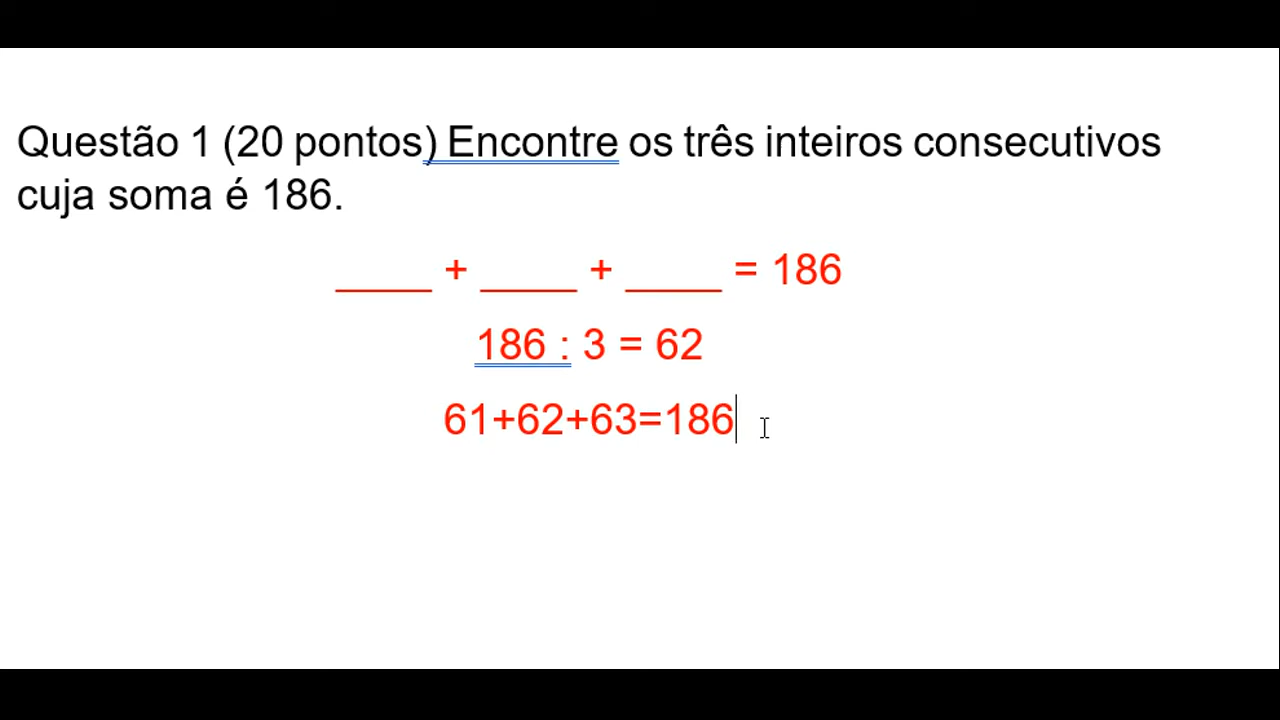 Questão 1 (20 pontos) Encontre os três inteiros consecutivos
cuja soma é 186.
____ + ____ + ____ = 186
186 : 3 = 62
61+62+63=186